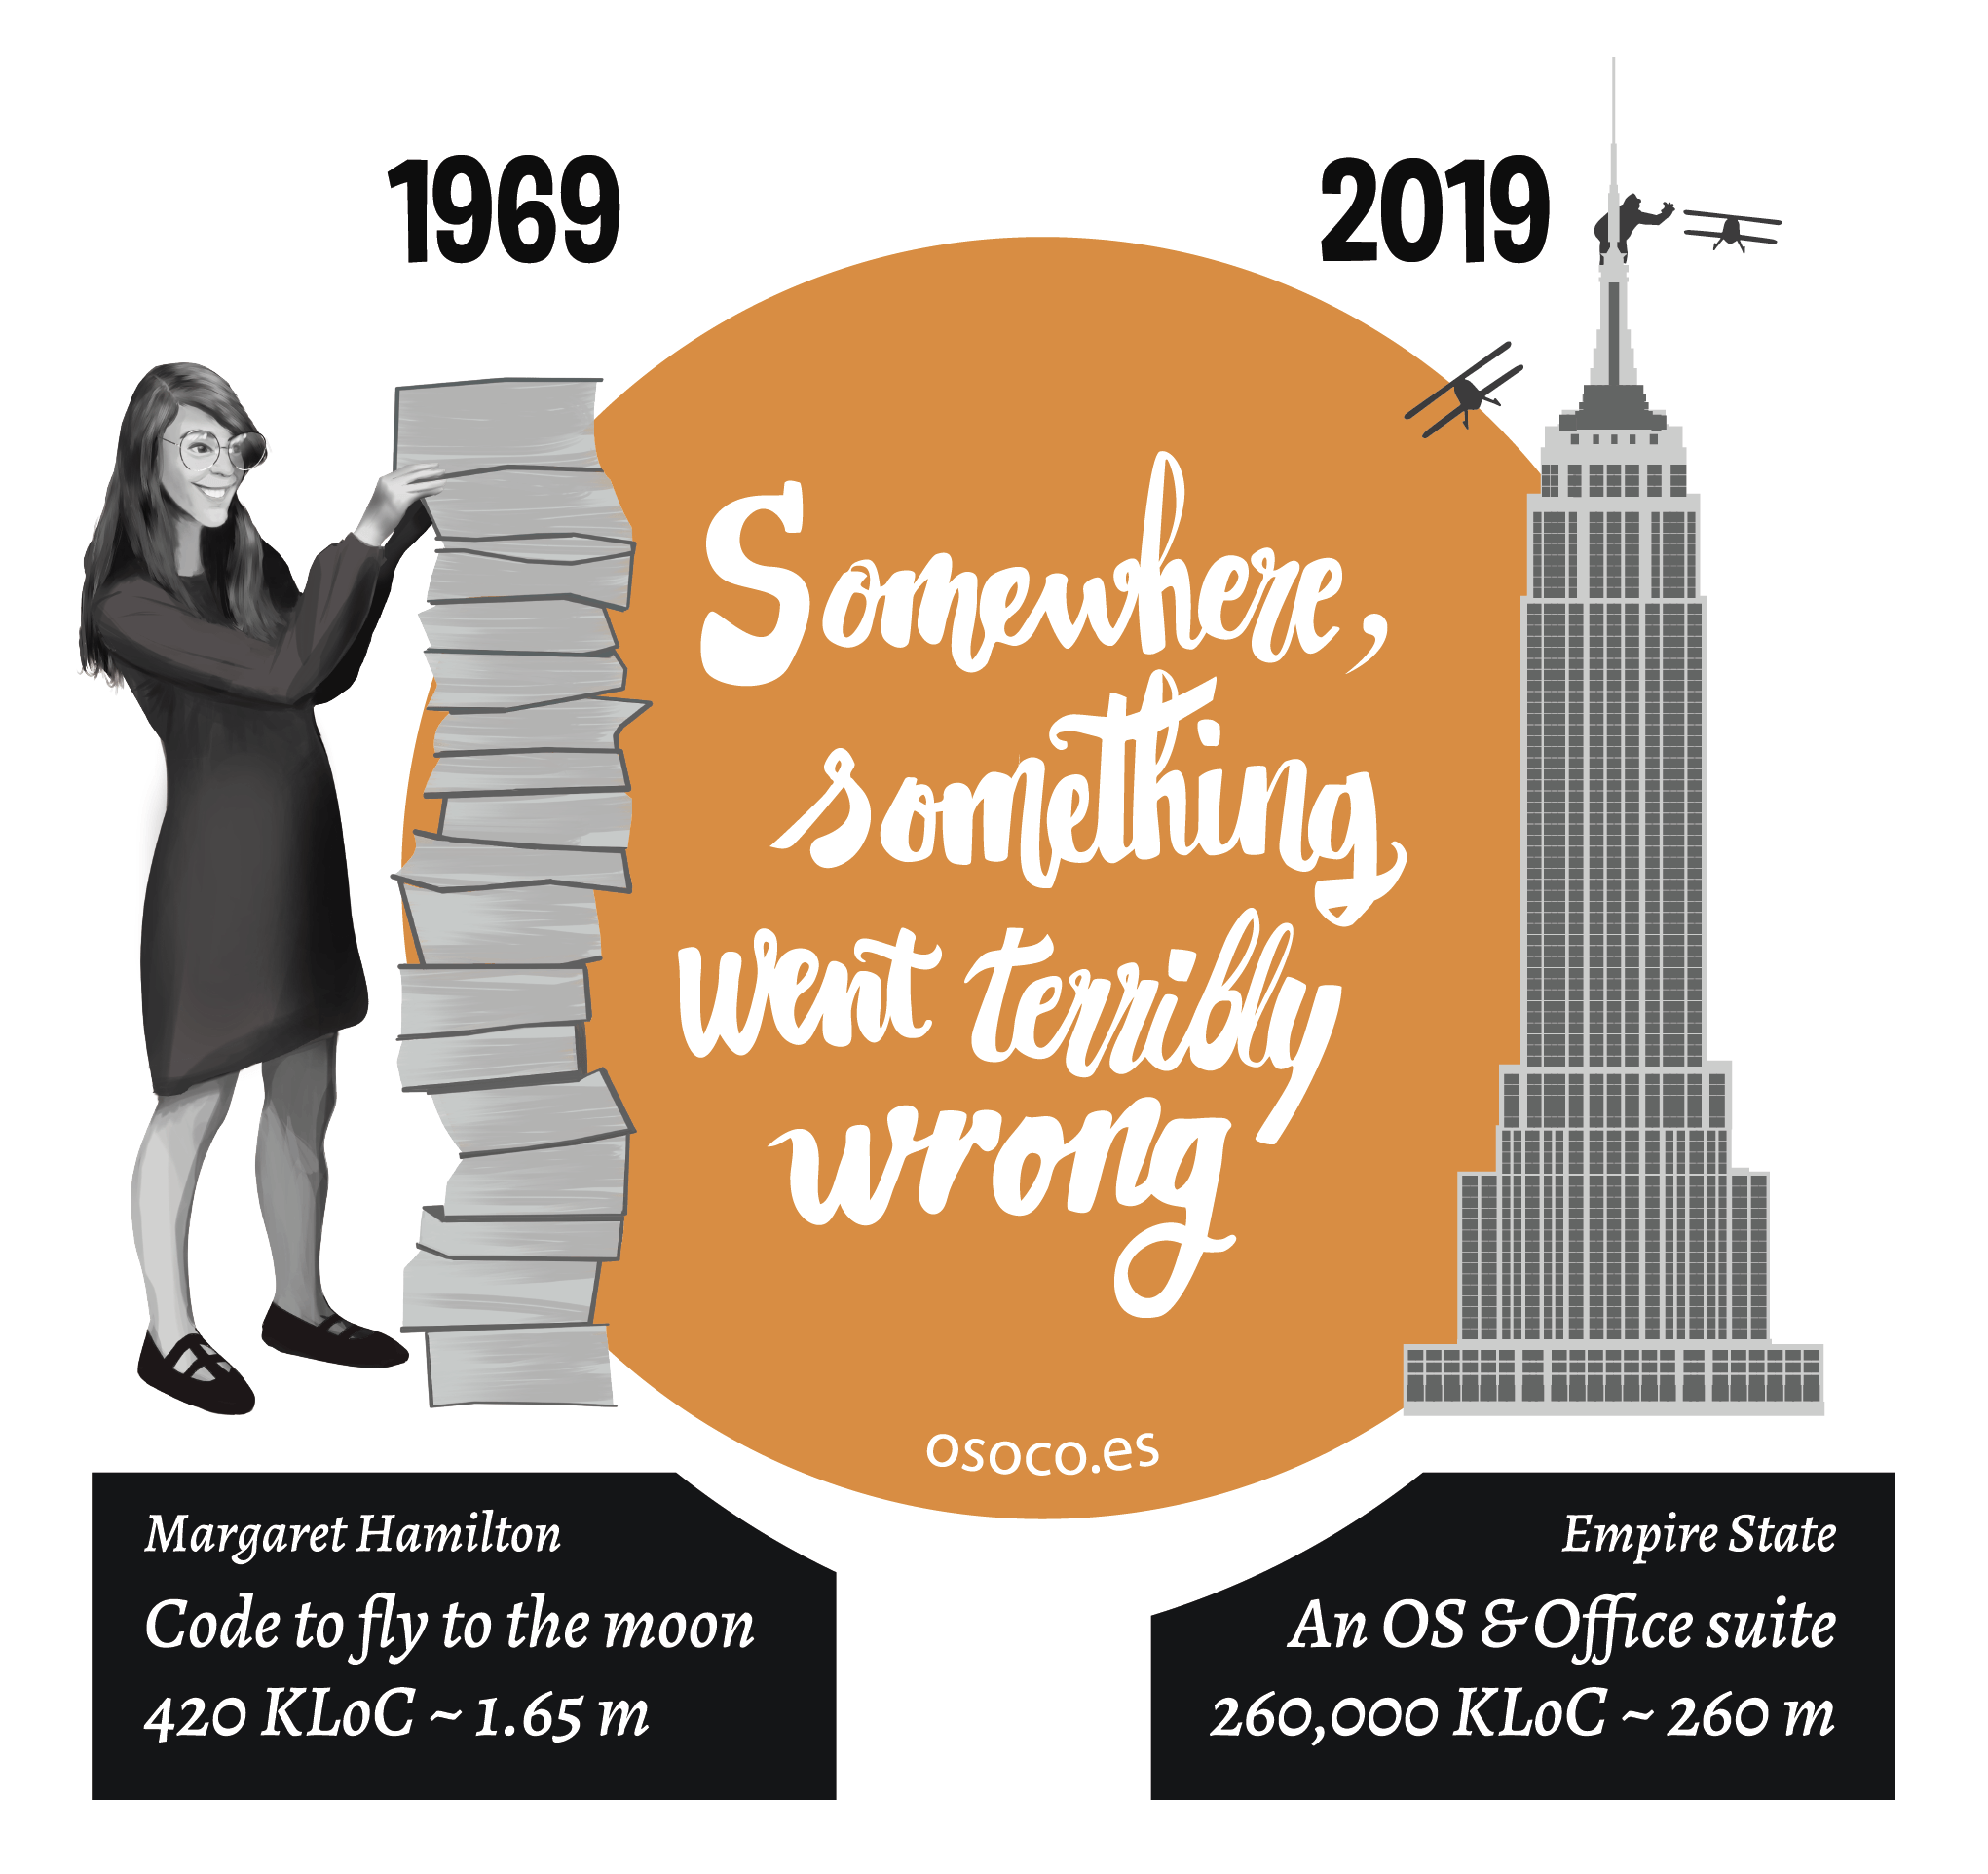 1969
2019
Somewhere,
something
went terribly
wrong
osoco.es
Margaret Hamilton
Code to fly to the moon
420 KLoC ~ 1.65 m
Empire State
An OS & Office suite
260,000 KLoC ~ 260 m